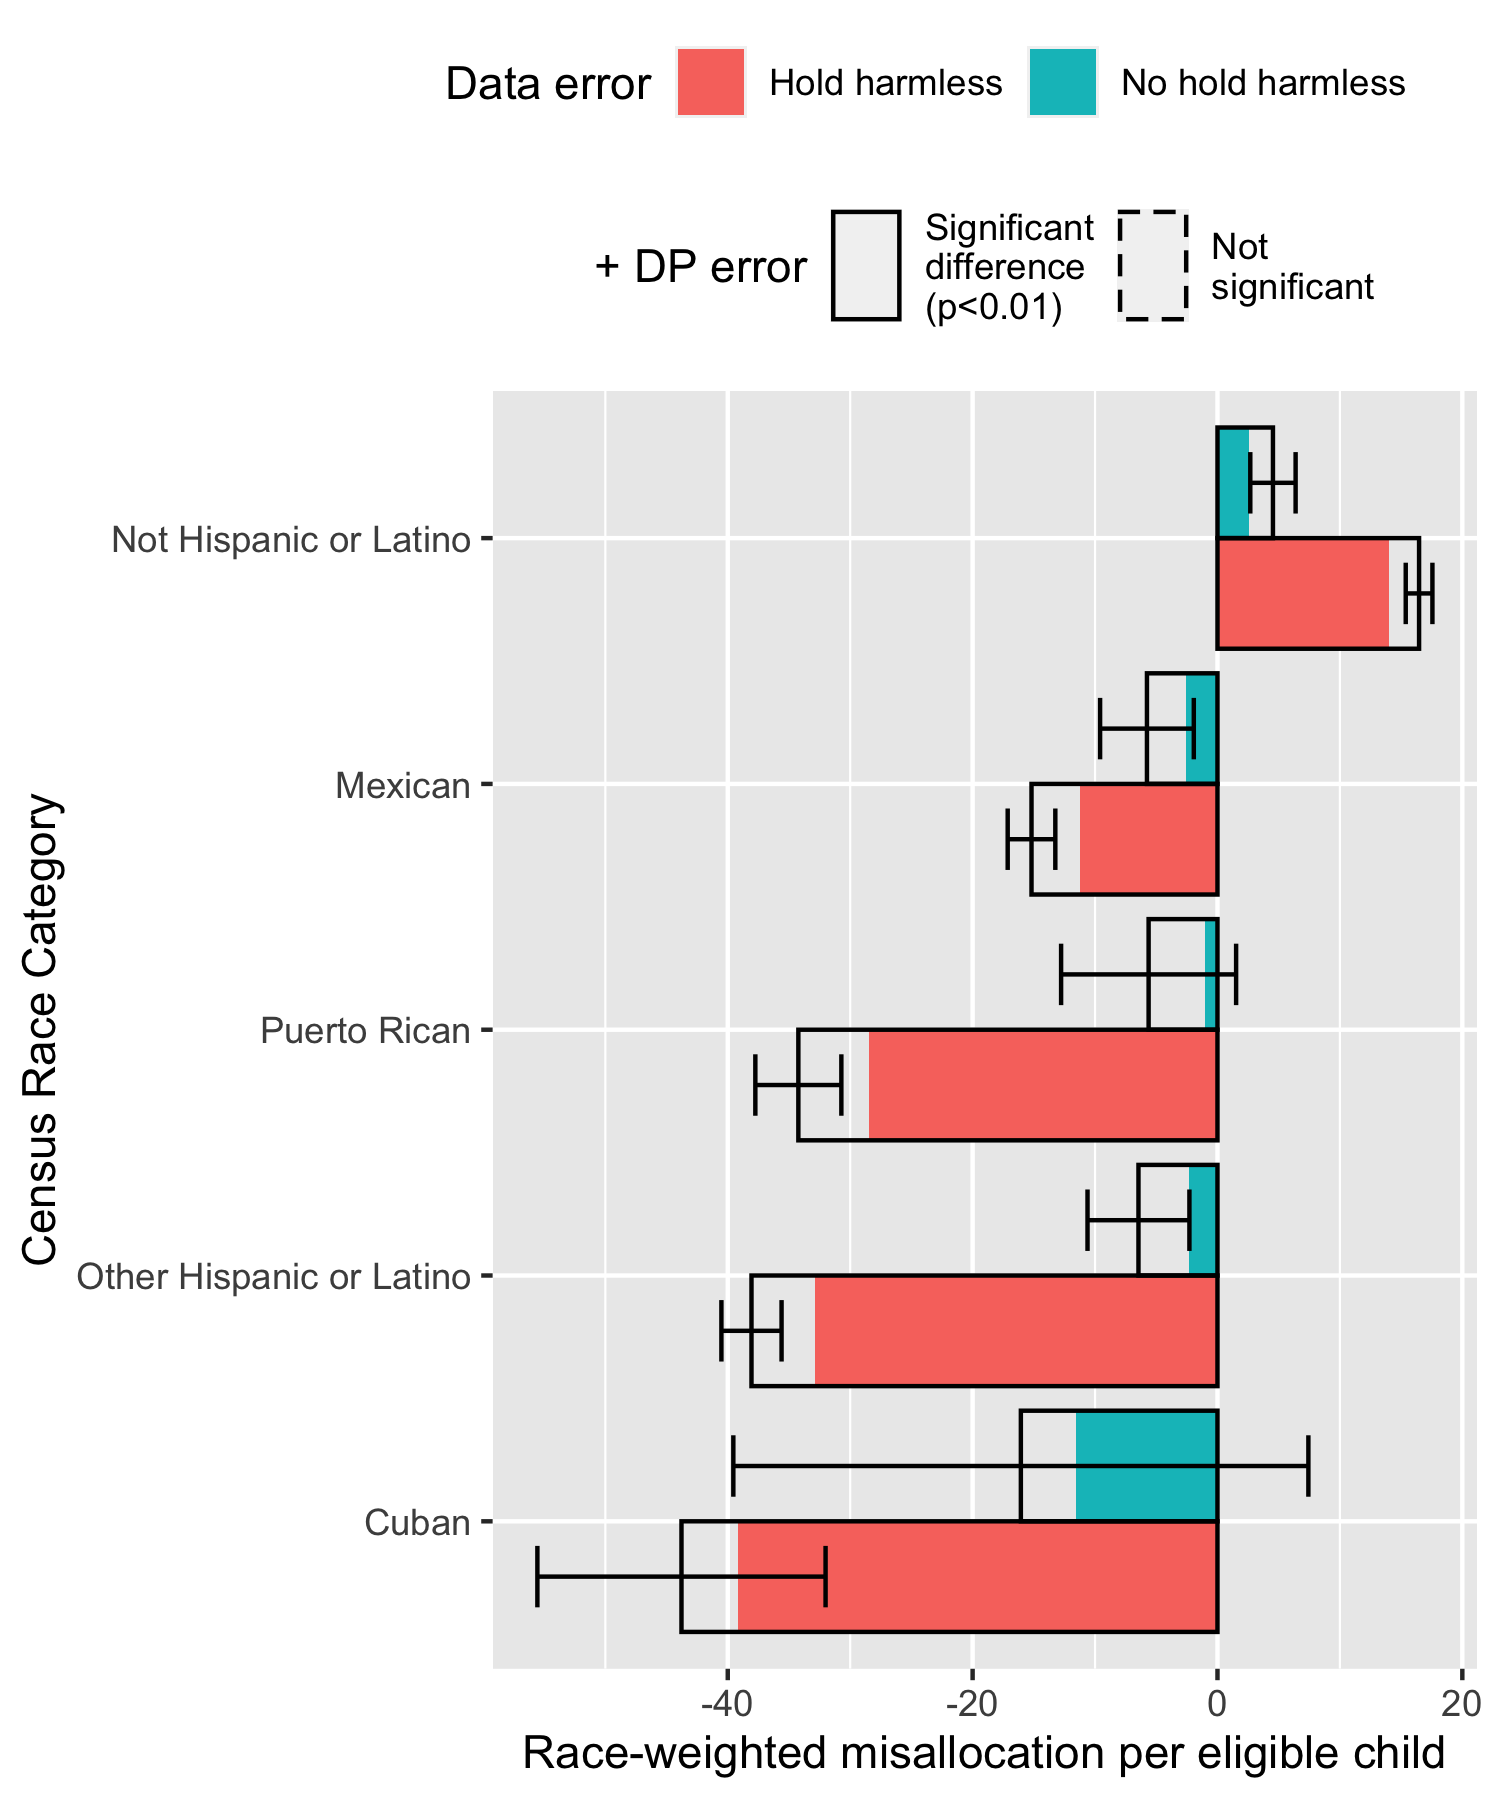 Data error
Hold harmless
No hold harmless
+ DP error
Significant
difference
(p<0.01)
Not
significant
Census Race Category
Not Hispanic or Latino
Mexican
Puerto Rican
Other Hispanic or Latino
Cuban
-40
-20
0
20
Race-weighted misallocation per eligible child